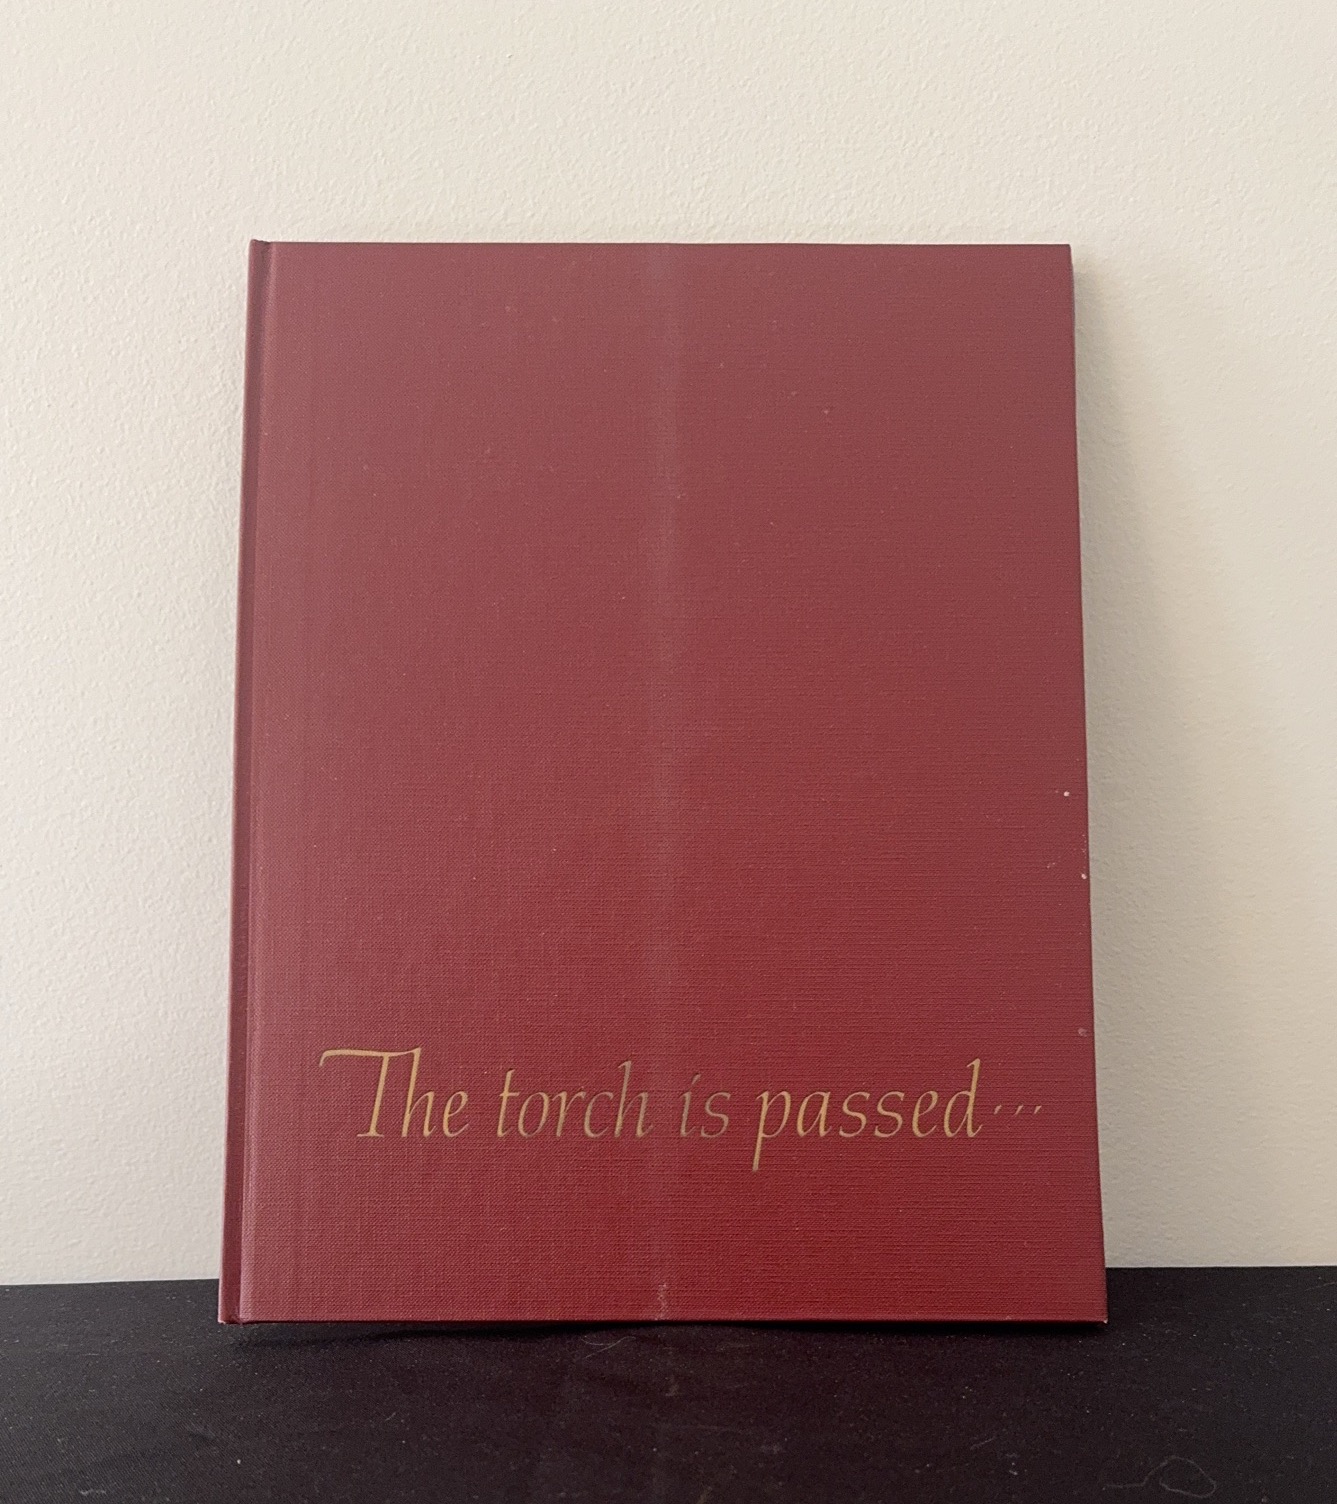 The torch is passed...